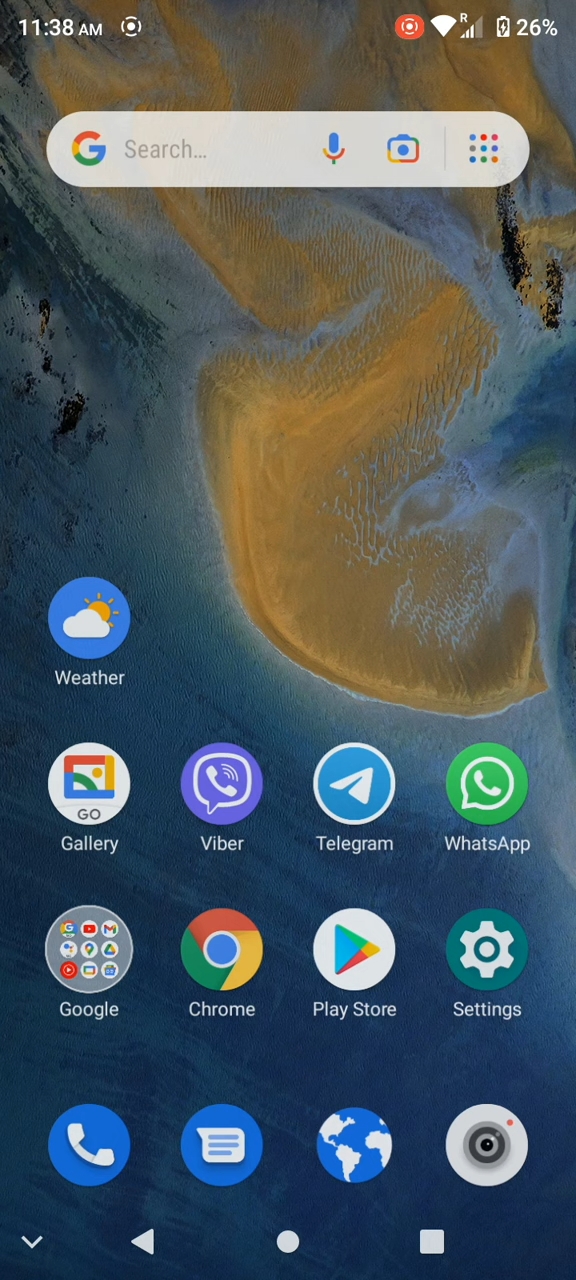 11:38 AM R 26%
Search...
Weather
GO
Gallery Viber Telegram WhatsApp
Google Chrome Play Store Settings